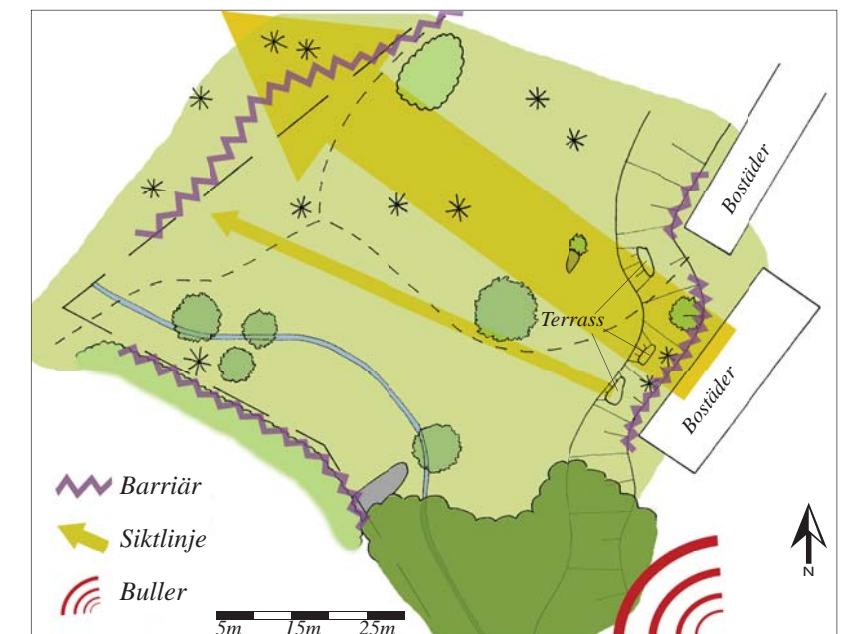 Bostäder
Terrass
Bostäder
Barriär
Siktlinje
Buller
N
5m 15m 25m